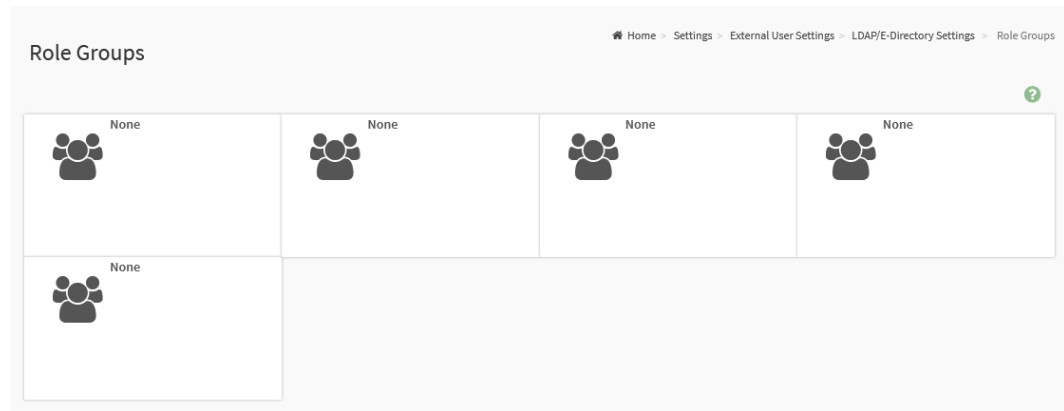 Home > Settings > External User Settings > LDAP/E-Directory Settings > Role Groups
Role Groups
?
None None None None
None